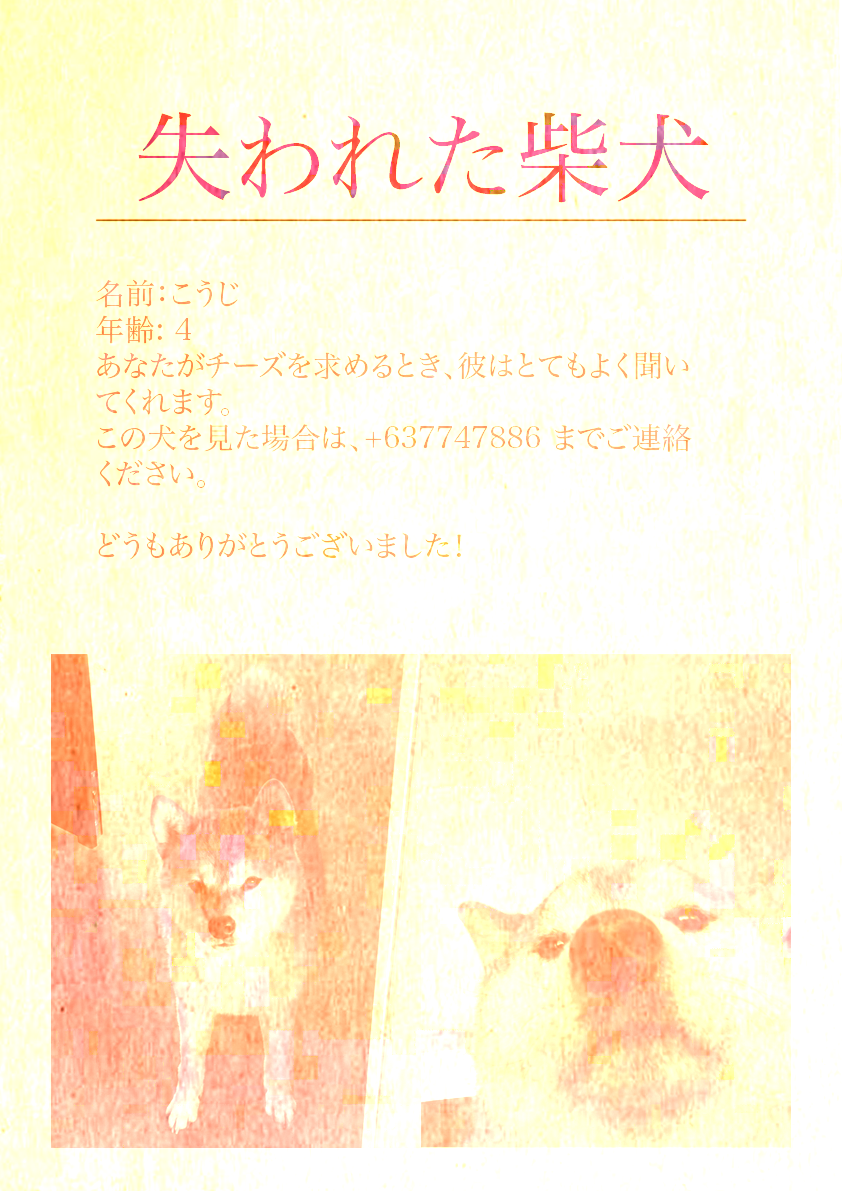 失われた柴犬
名前：こうじ
年齢: 4
あなたがチーズを求めるとき、彼はとてもよく聞い
てくれます。
この犬を見た場合は、+637747886 までご連絡
ください。
どうもありがとうございました！